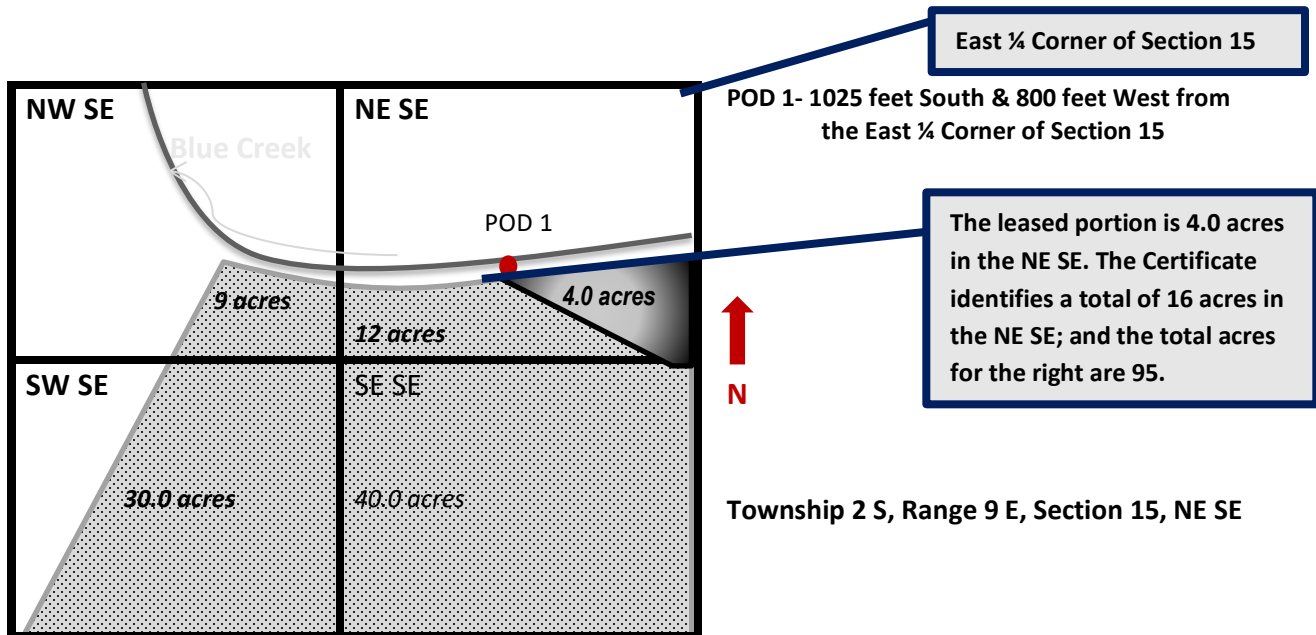 East ¼ Corner of Section 15
NW SE
NE SE
POD 1- 1025 feet South & 800 feet West from
the East ¼ Corner of Section 15
Blue Creek
POD 1
The leased portion is 4.0 acres
in the NE SE. The Certificate
identifies a total of 16 acres in
the NE SE; and the total acres
for the right are 95.
9 acres
4.0 acres
12 acres
N
SW SE
SE SE
30.0 acres
40.0 acres
Township 2 S, Range 9 E, Section 15, NE SE